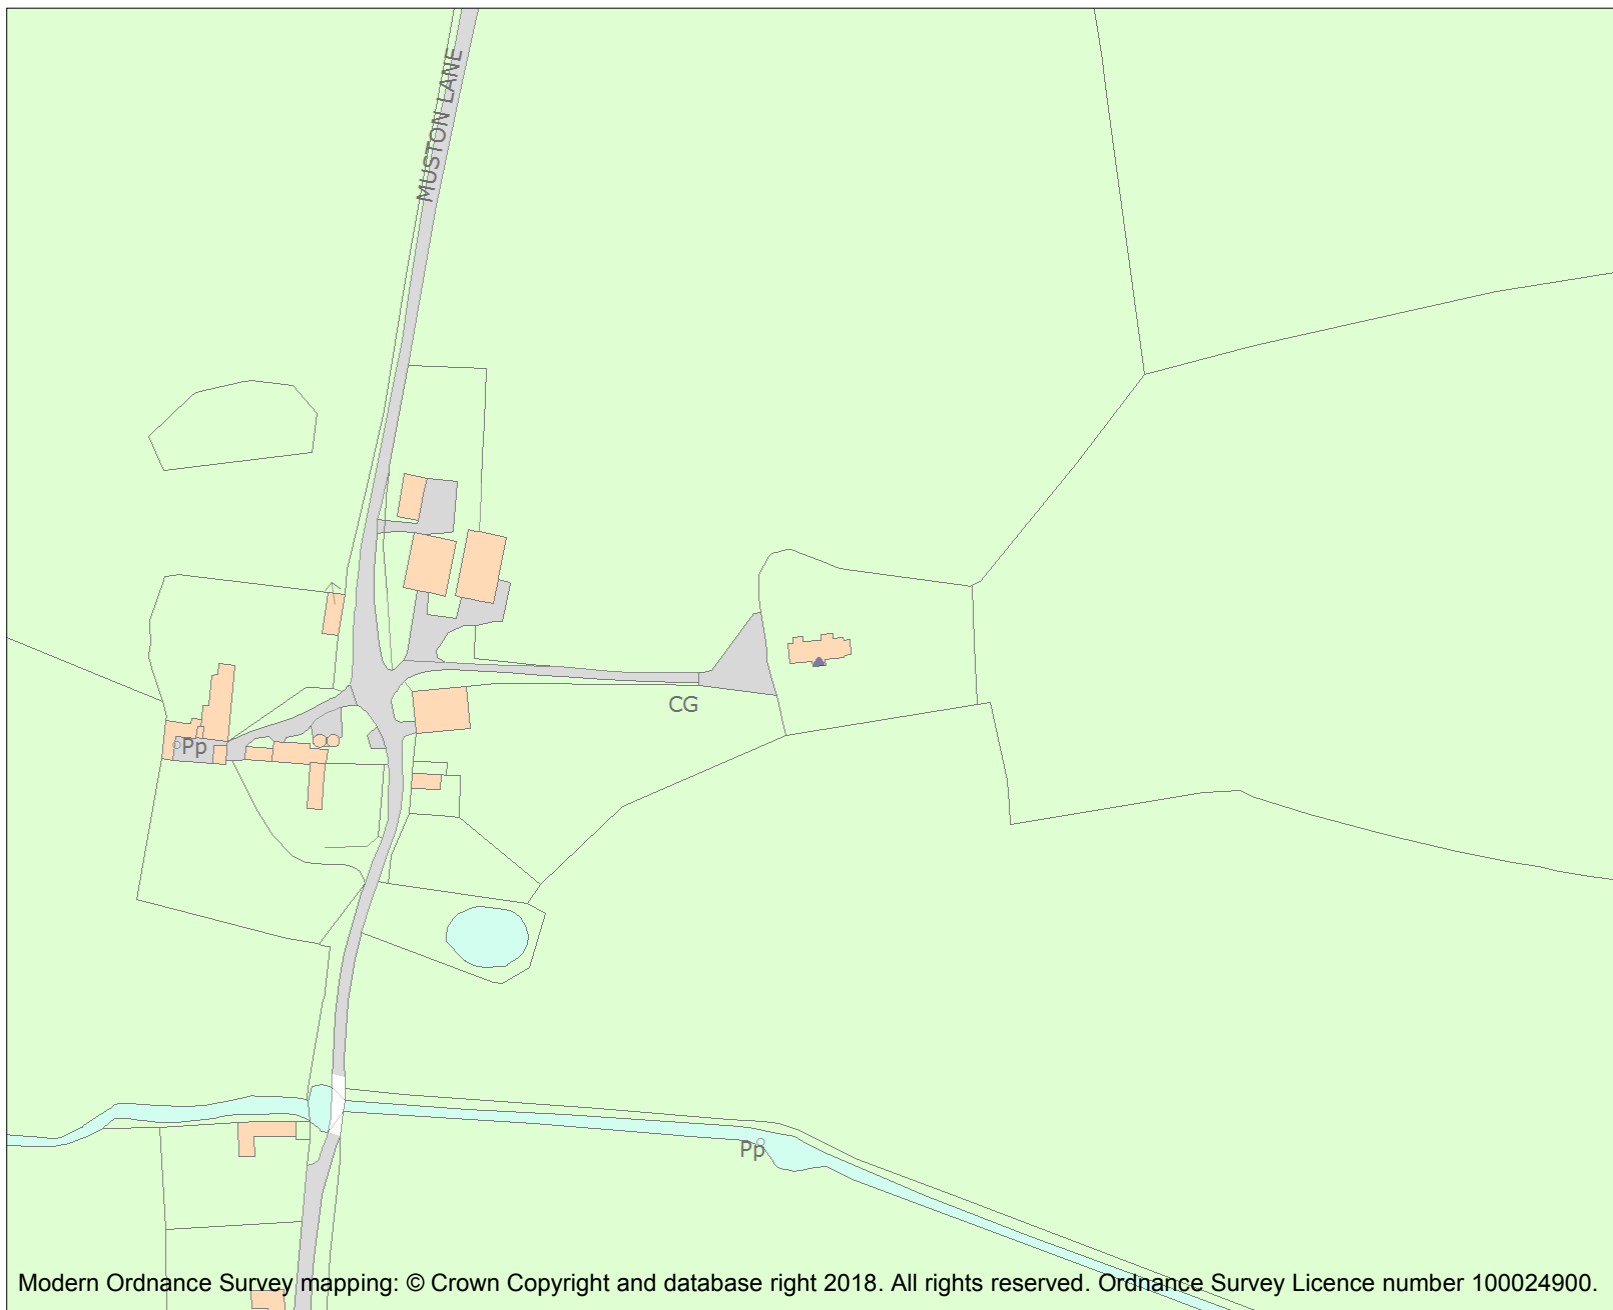 MUSTON LANE
CG
Pp
Pp
Modern Ordnance Survey mapping: © Crown Copyright and database right 2018. All rights reserved. Ordnance Survey Licence number 100024900.